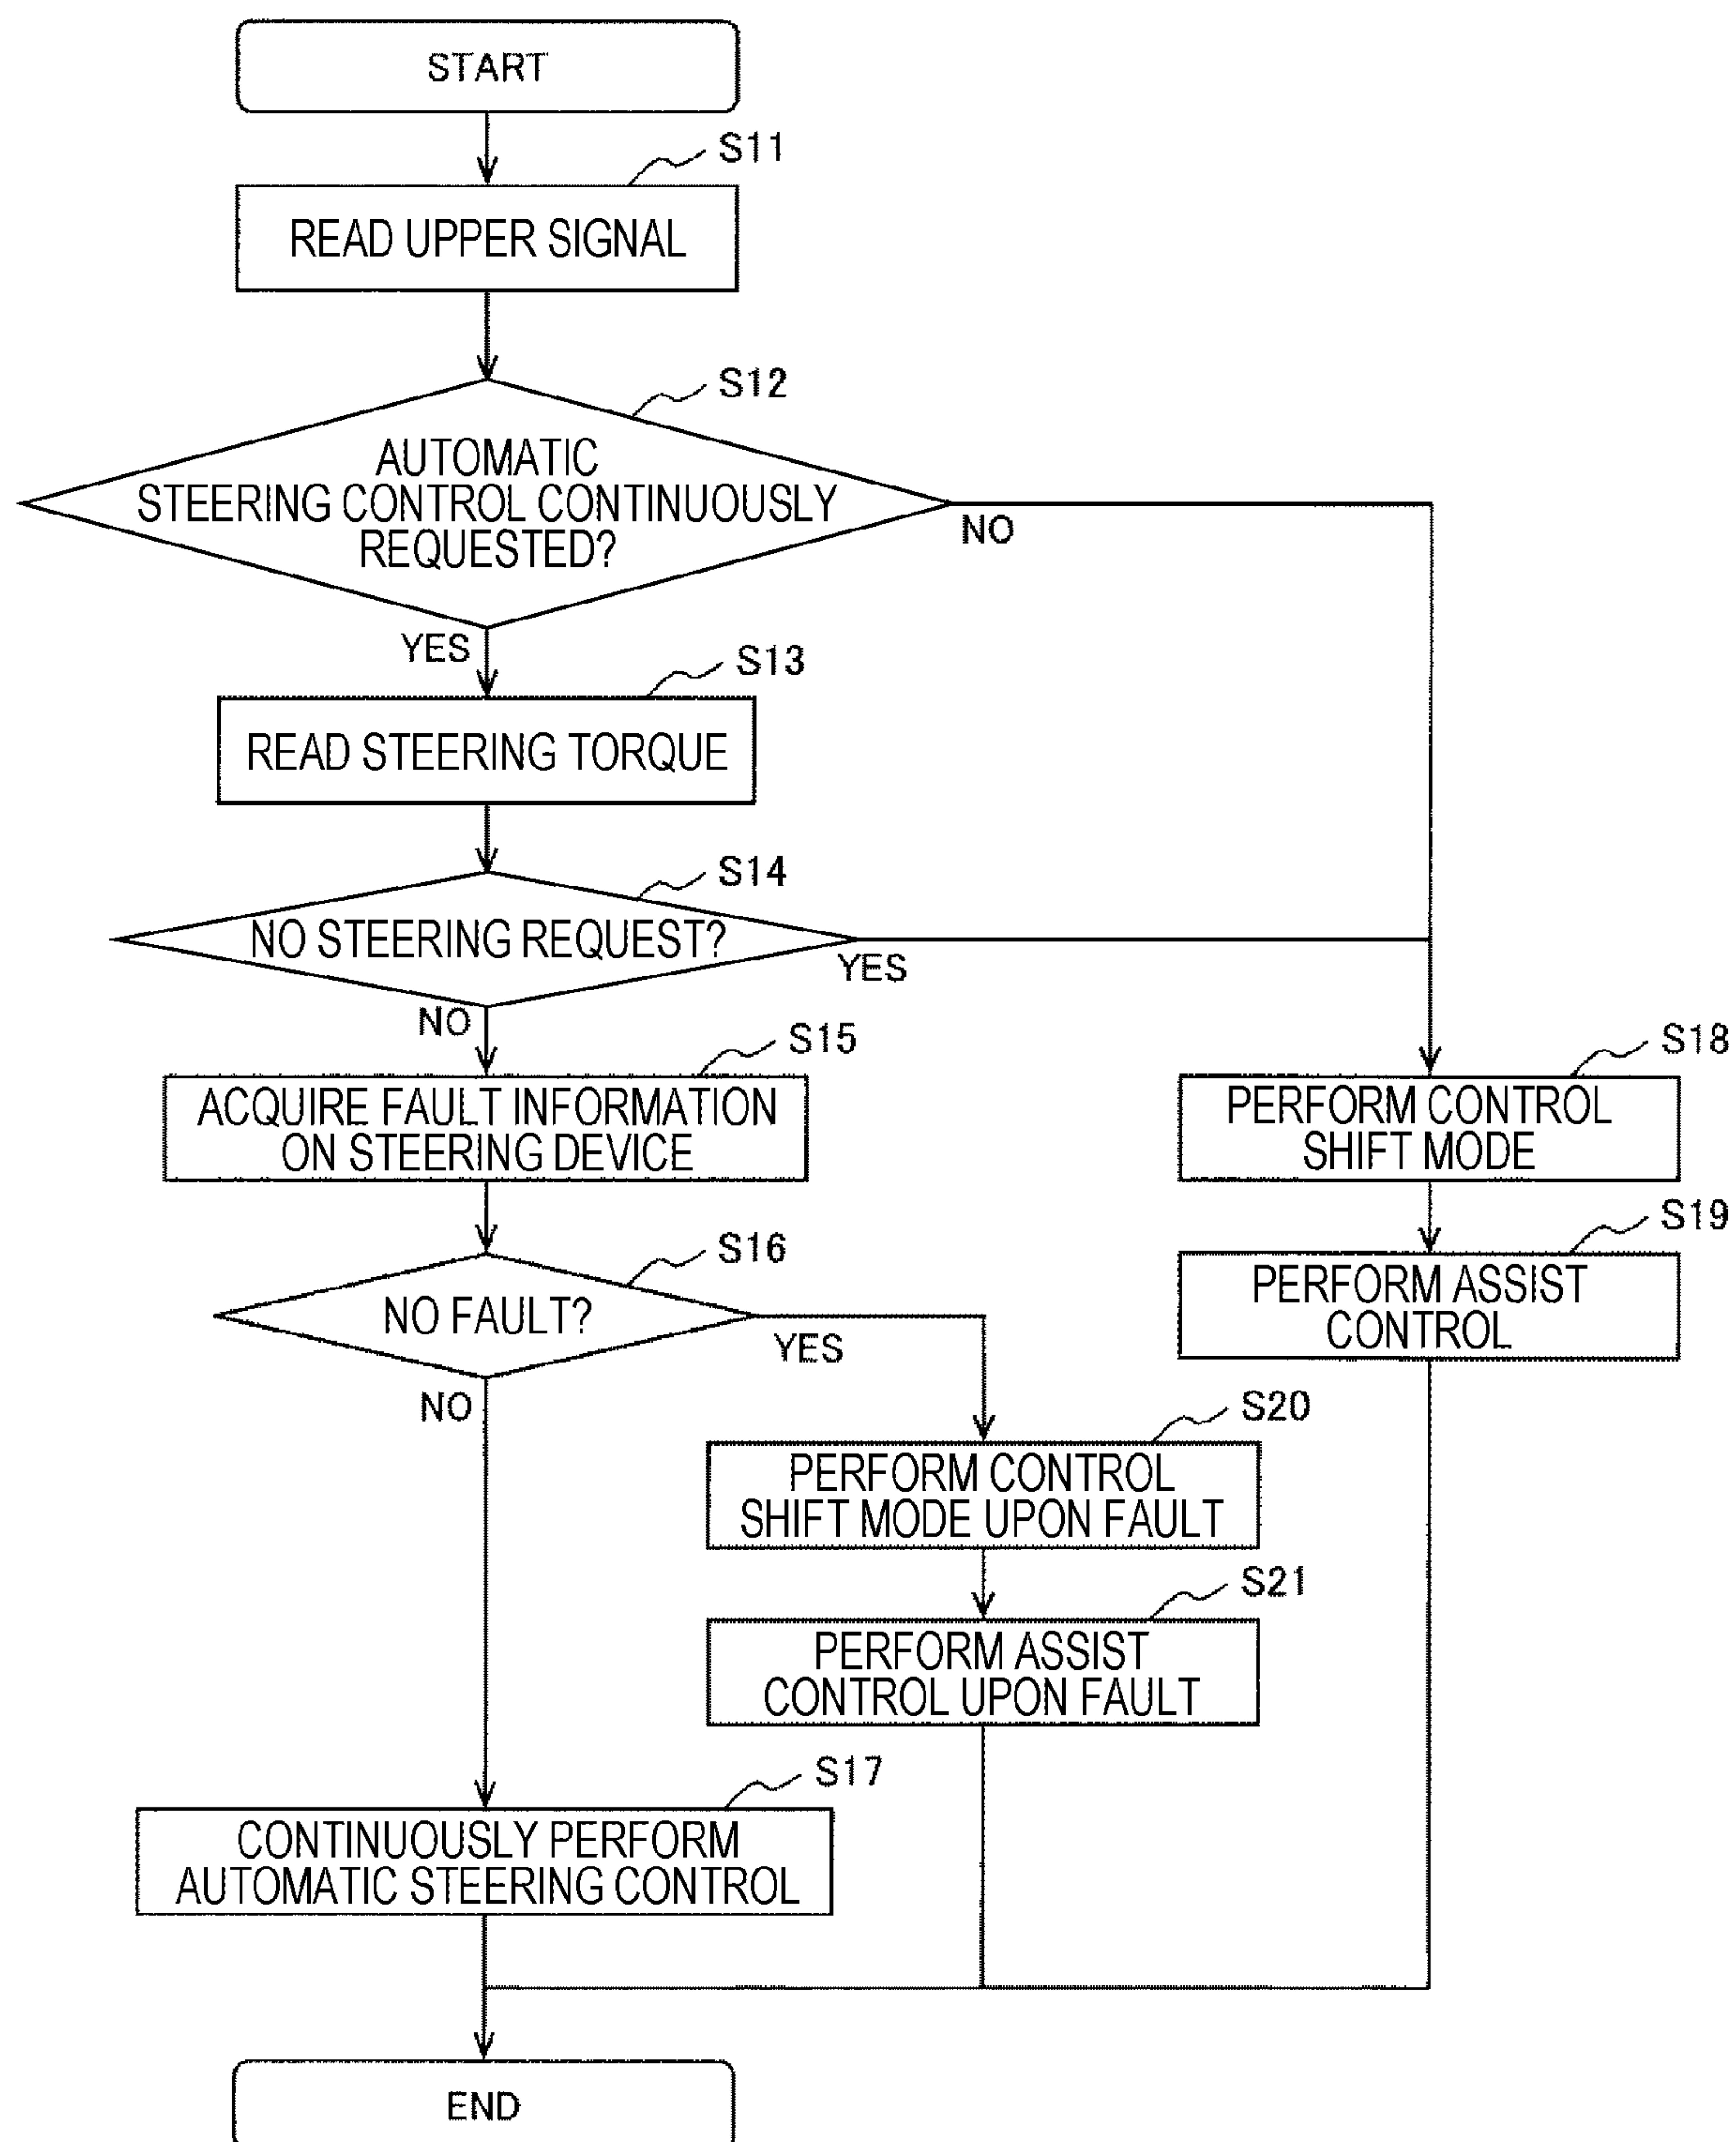 START
S11
READ UPPER SIGNAL
S12
AUTOMATIC
STEERING CONTROL CONTINUOUSLY
REQUESTED?
NO
YES
S13
READ STEERING TORQUE
S14
NO STEERING REQUEST?
YES
NO
S15
ACQUIRE FAULT INFORMATION
ON STEERING DEVICE
S18
PERFORM CONTROL
SHIFT MODE
S16
NO FAULT?
YES
NO
S19
PERFORM ASSIST
CONTROL
S20
PERFORM CONTROL
SHIFT MODE UPON FAULT
S21
PERFORM ASSIST
CONTROL UPON FAULT
S17
CONTINUOUSLY PERFORM
AUTOMATIC STEERING CONTROL
END